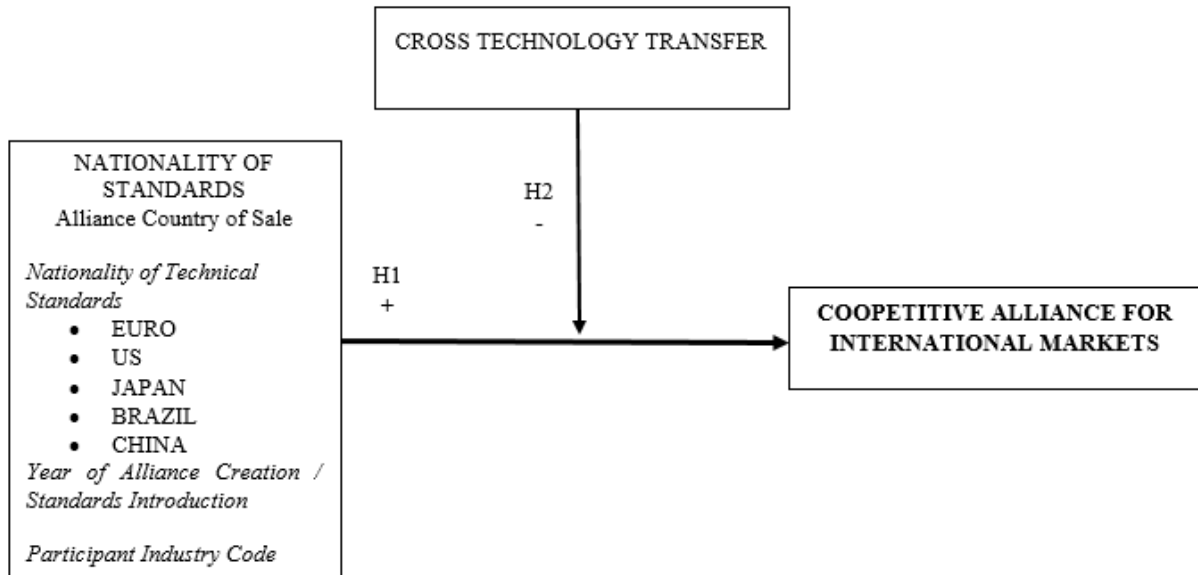 CROSS TECHNOLOGY TRANSFER
NATIONALITY OF
STANDARDS
Alliance Country of Sale
Nationality of Technical
Standards
• EURO
• US
• JAPAN
• BRAZIL
• CHINA
Year of Alliance Creation /
Standards Introduction
Participant Industry Code
H1
+
H2
-
COOPETITIVE ALLIANCE FOR
INTERNATIONAL MARKETS